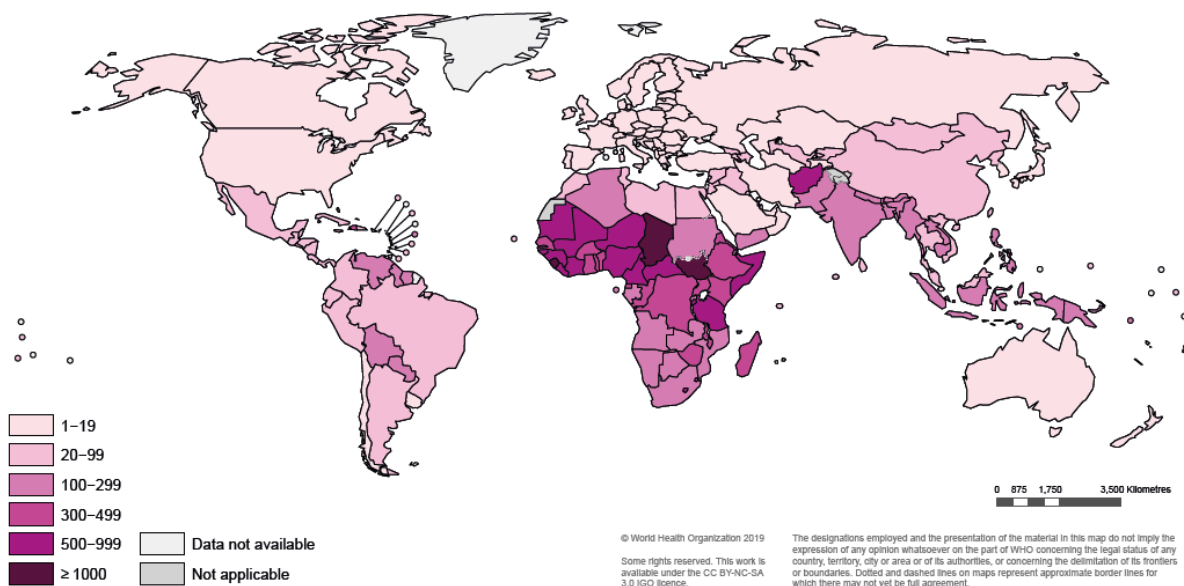 1–19
20–99
100–299
300–499
500–999
≥ 1000
Data not available
Not applicable
0 875 1,750 3,500 Kilometres
© World Health Organization 2019
Some rights reserved. This work is
available under the CC BY-NC-SA
3.0 IGO licence.
The designations employed and the presentation of the material in this map do not imply the
expression of any opinion whatsoever on the part of WHO concerning the legal status of any
country, territory, city or area or of its authorities, or concerning the delimitation of its frontiers
or boundaries. Dotted and dashed lines on maps represent approximate border lines for
which there may not yet be full agreement.